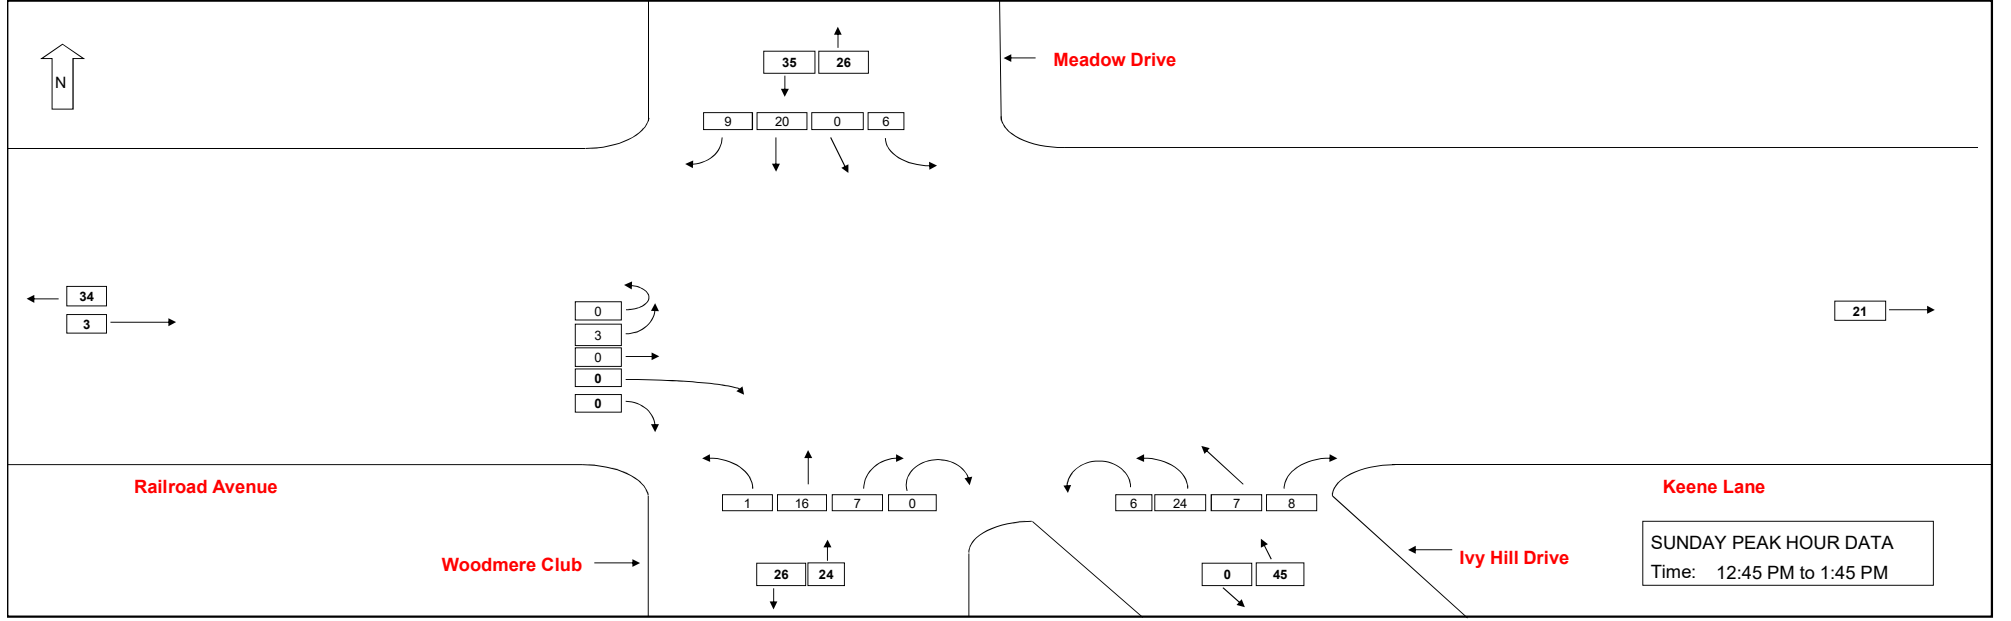 35 26
Meadow Drive
N
9 20 0 6
34
3
0
3
0
0
0
21
Railroad Avenue
Keene Lane
1 16 7 0
6 24 7 8
Woodmere Club
26 24
0 45
Ivy Hill Drive
SUNDAY PEAK HOUR DATA
Time: 12:45 PM to 1:45 PM